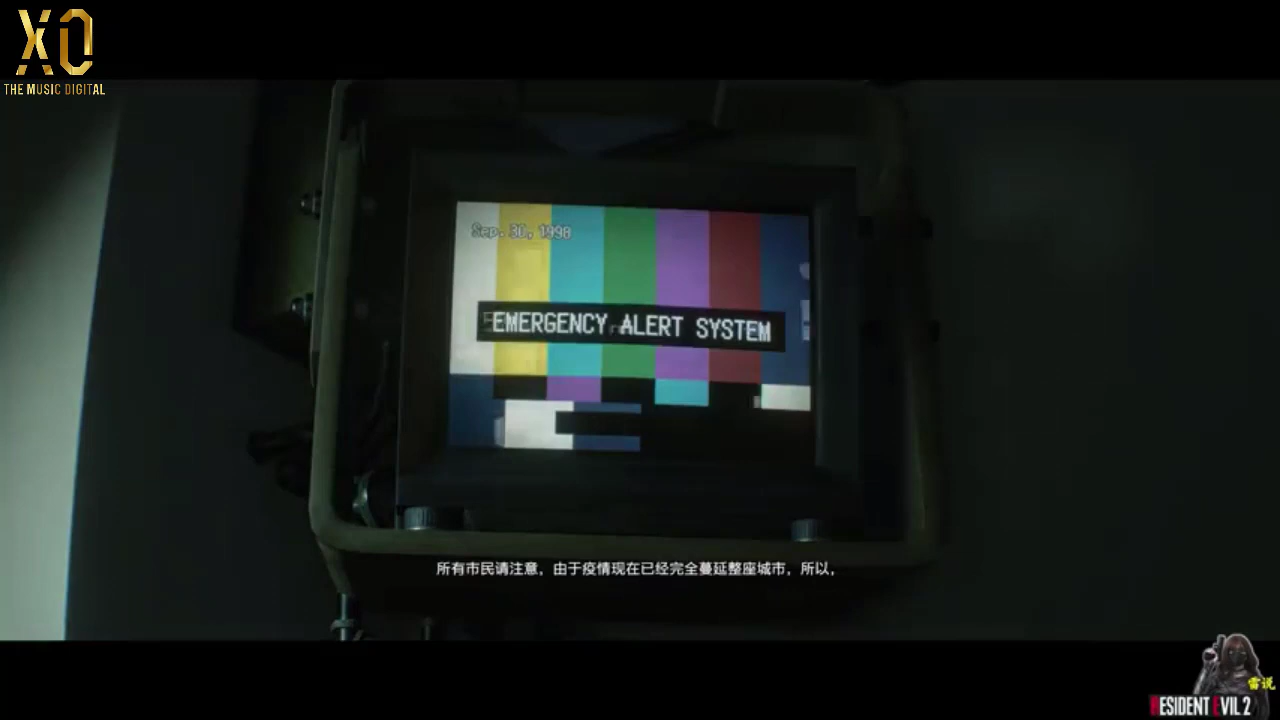 XO
THE MUSIC DIGITAL
Sep. 30, 1998
EMERGENCY ALERT SYSTEM
所有市民请注意，由于疫情现在已经完全蔓延整座城市，所以，
雷说
RESIDENT EVIL 2